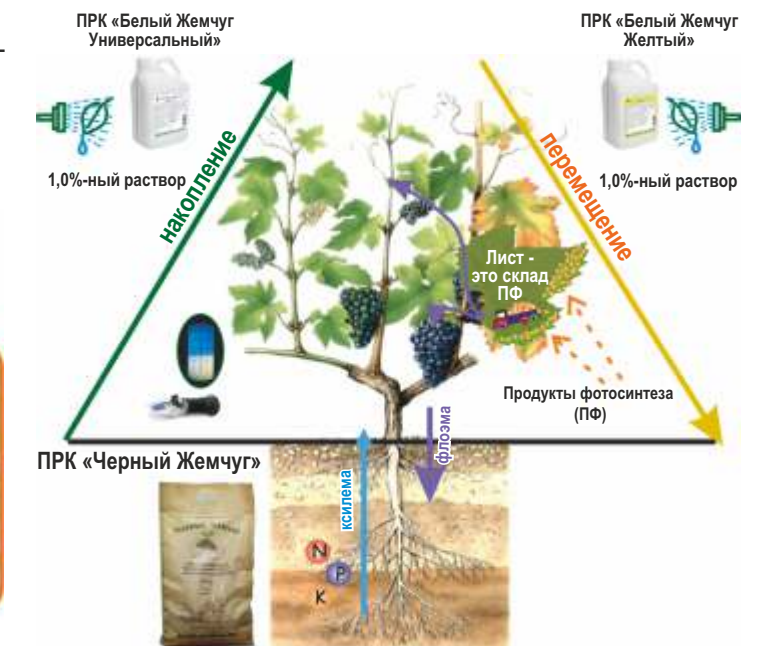 ПРК «Белый Жемчуг
Универсальный»
ПРК «Белый Жемчуг
Желтый»
1,0%-ный раствор
1,0%-ный раствор
накопление
перемещение
Лист -
это склад
ПФ
Продукты фотосинтеза
(ПФ)
флоэма
ПРК «Черный Жемчуг»
ксилема
N
P
K